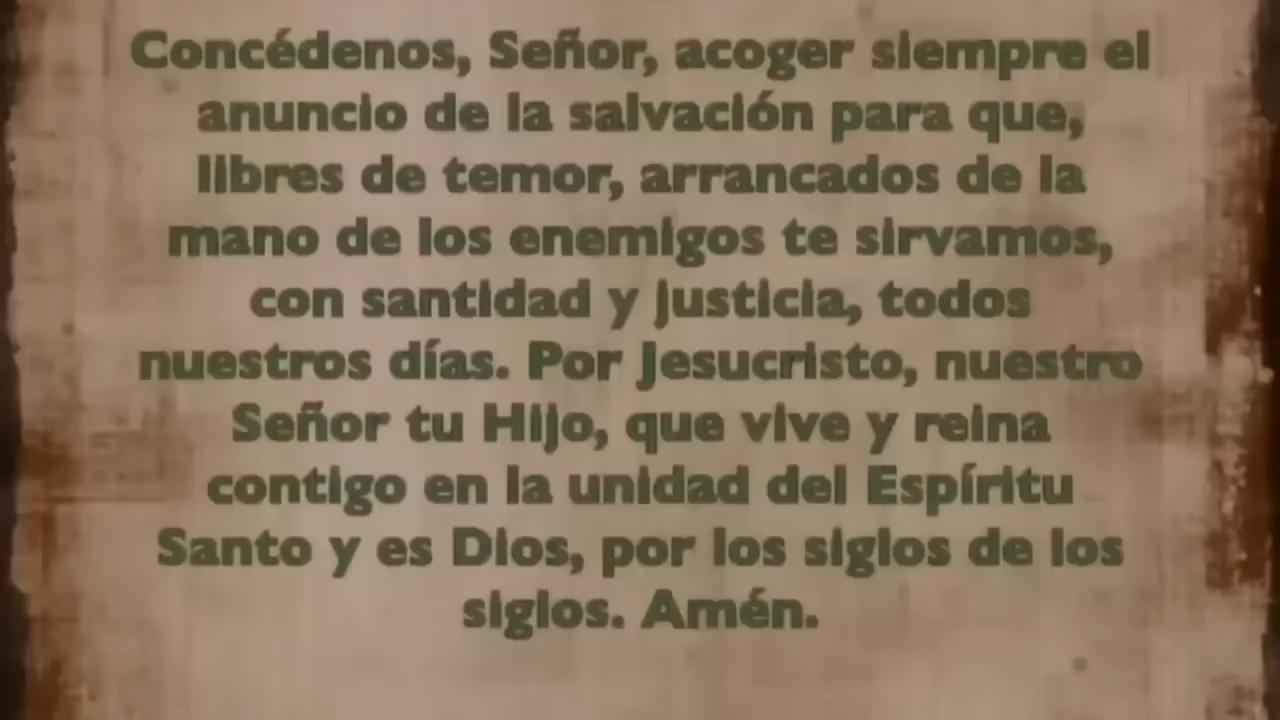 Concédenos, Señor, acoger siempre el
anuncio de la salvación para que,
libres de temor, arrancados de la
mano de los enemigos te sirvamos,
con santidad y justicia, todos
nuestros días. Por Jesucristo, nuestro
Señor tu Hijo, que vive y reina
contigo en la unidad del Espíritu
Santo y es Dios, por los siglos de los
siglos. Amén.